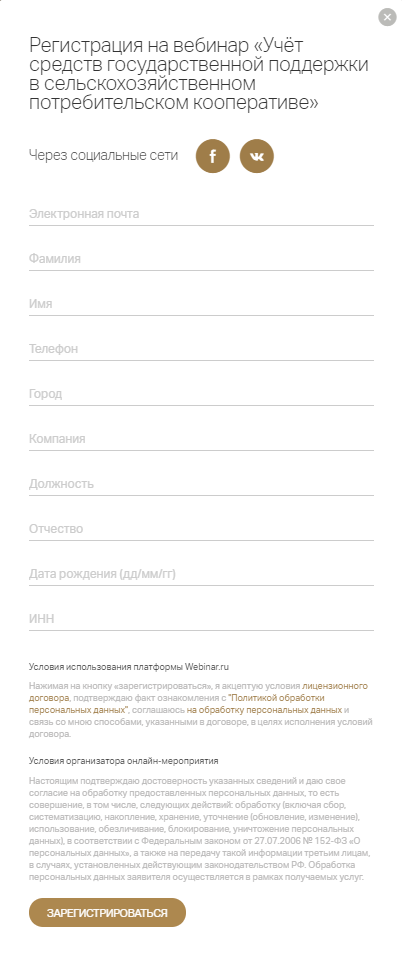 Регистрация на вебинар «Учёт
средств государственной поддержки
в сельскохозяйственном
потребительском кооперативе»
Через социальные сети
Электронная почта
Фамилия
Имя
Телефон
Город
Компания
Должность
Отчество
Дата рождения (дд/мм/гг)
ИНН
Условия использования платформы Webinar.ru
Нажимая на кнопку «зарегистрироваться», я акцептую условия лицензионного
договора, подтверждаю факт ознакомления с "Политикой обработки
персональных данных", соглашаюсь на обработку персональных данных и
связь со мною способами, указанными в договоре, в целях исполнения условий
договора.
Условия организатора онлайн-мероприятия
Настоящим подтверждаю достоверность указанных сведений и даю свое
согласие на обработку предоставленных персональных данных, то есть
совершение, в том числе, следующих действий: обработку (включая сбор,
систематизацию, накопление, хранение, уточнение (обновление, изменение),
использование, обезличивание, блокирование, уничтожение персональных
данных), в соответствии с Федеральным законом от 27.07.2006 № 152-ФЗ «О
персональных данных», а также на передачу такой информации третьим лицам,
в случаях, установленных действующим законодательством РФ. Обработка
персональных данных заявителя осуществляется в рамках получаемых услуг.
ЗАРЕГИСТРИРОВАТЬСЯ